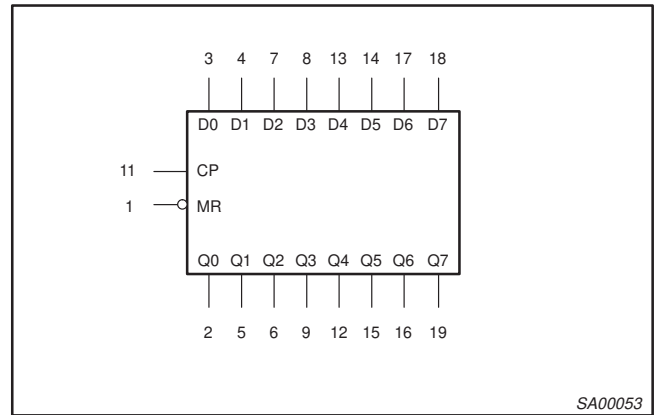 3 4 7 8 13 14 17 18
D0 D1 D2 D3 D4 D5 D6 D7
11 CP
1 MR
Q0 Q1 Q2 Q3 Q4 Q5 Q6 Q7
2 5 6 9 12 15 16 19
SA00053